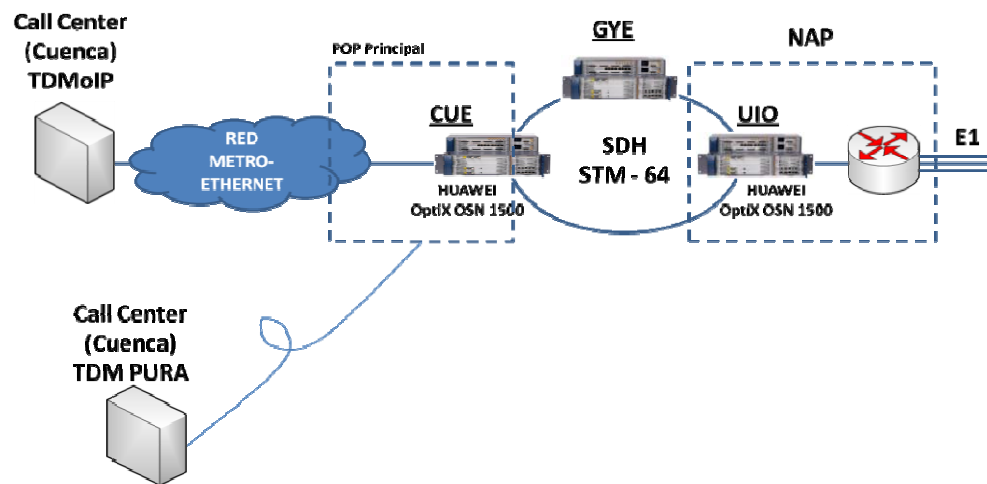 Call Center
(Cuenca)
TDMoIP
RED
METRO-
ETHERNET
POP Principal
CUE
HUAWEI
OptiX OSN 1500
GYE
SDH
STM - 64
NAP
UIO
HUAWEI
OptiX OSN 1500
E1
Call Center
(Cuenca)
TDM PURA